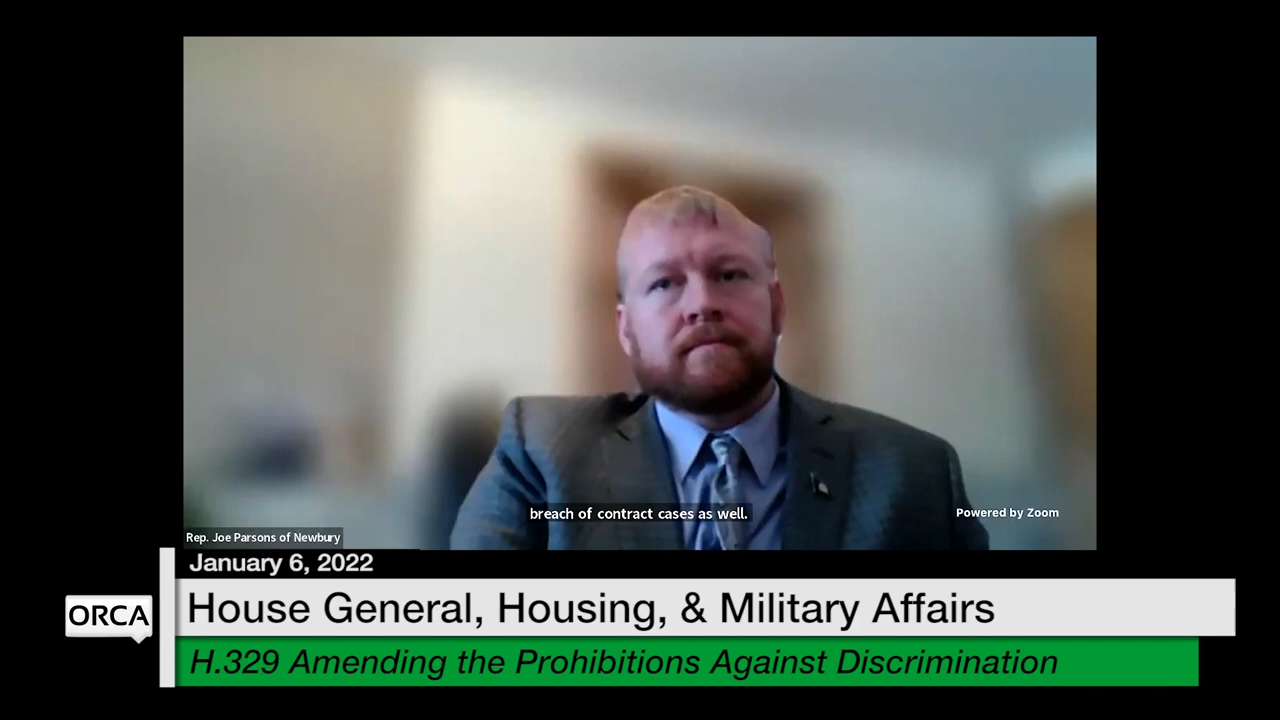 breach of contract cases as well.
Powered by Zoom
Rep. Joe Parsons of Newbury
January 6, 2022
ORCA
House General, Housing, & Military Affairs
H.329 Amending the Prohibitions Against Discrimination